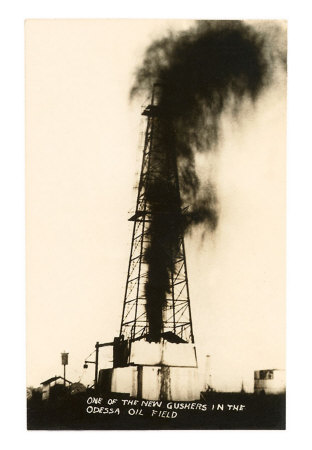 ONE OF THE NEW GUSHERS IN THE
ODESSA OIL FIELD